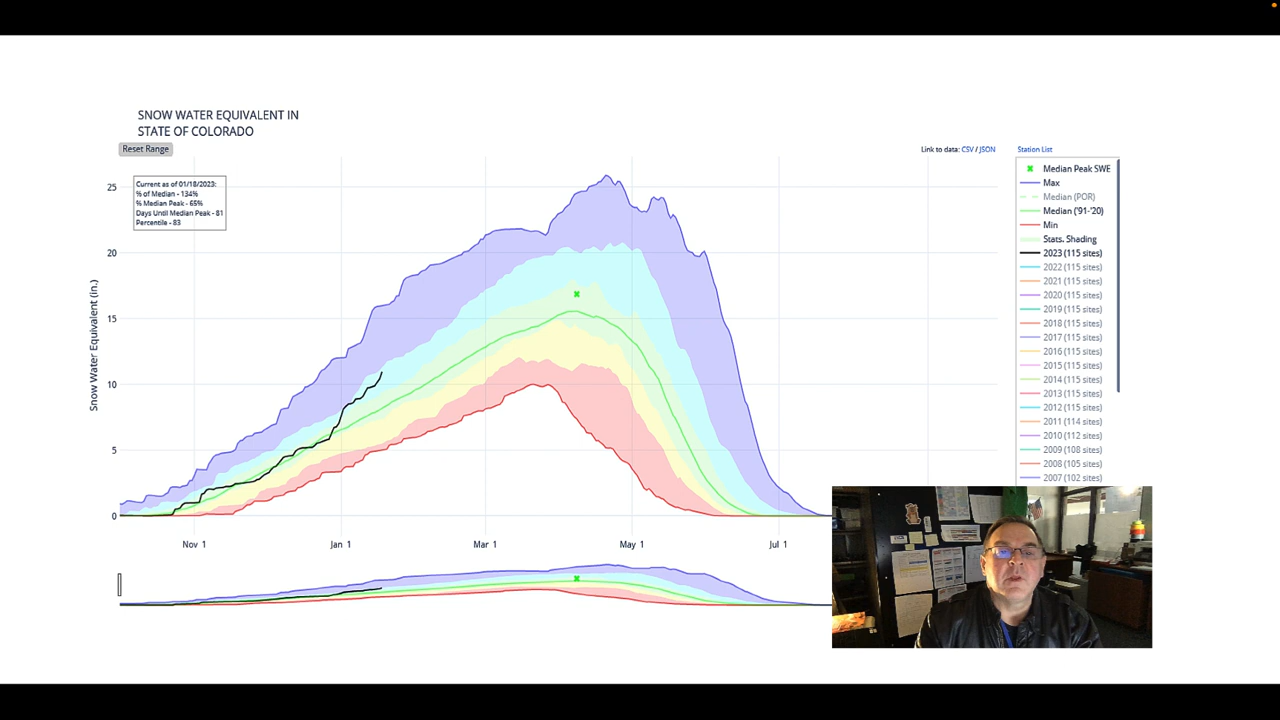 SNOW WATER EQUIVALENT IN
STATE OF COLORADO
Reset Range
Link to data: CSV / JSON
Station List
Current as of 01/18/2023:
% of Median - 134%
% Median Peak - 65%
Days Until Median Peak - 81
Percentile - 83
Snow Water Equivalent (in.)
25
20
15
10
5
0
Nov 1
Jan 1
Mar 1
May 1
Jul 1
Median Peak SWE
Max
Median (POR)
Median ('91-'20)
Min
Stats. Shading
2023 (115 sites)
2022 (115 sites)
2021 (115 sites)
2020 (115 sites)
2019 (115 sites)
2018 (115 sites)
2017 (115 sites)
2016 (115 sites)
2015 (115 sites)
2014 (115 sites)
2013 (115 sites)
2012 (115 sites)
2011 (114 sites)
2010 (112 sites)
2009 (108 sites)
2008 (105 sites)
2007 (102 sites)